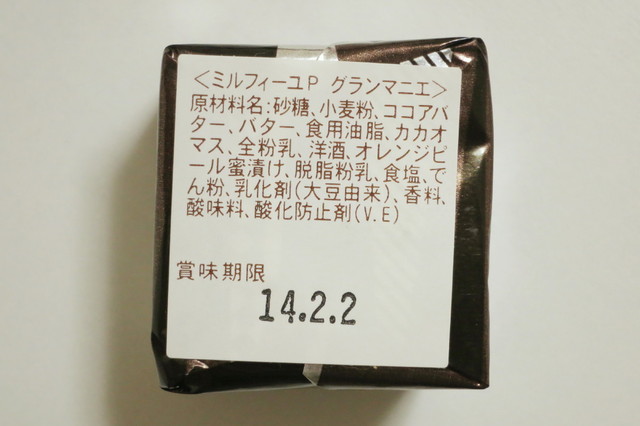 <ミルフィーユP グランマニエ>
原材料名:砂糖、小麦粉、ココアバ
ター、バター、食用油脂、カカオ
マス、全粉乳、洋酒、オレンジピ
ール蜜漬け、脱脂粉乳、食塩、で
ん粉、乳化剤(大豆由来)、香料、
酸味料、酸化防止剤(V.E)
賞味期限
14.2.2